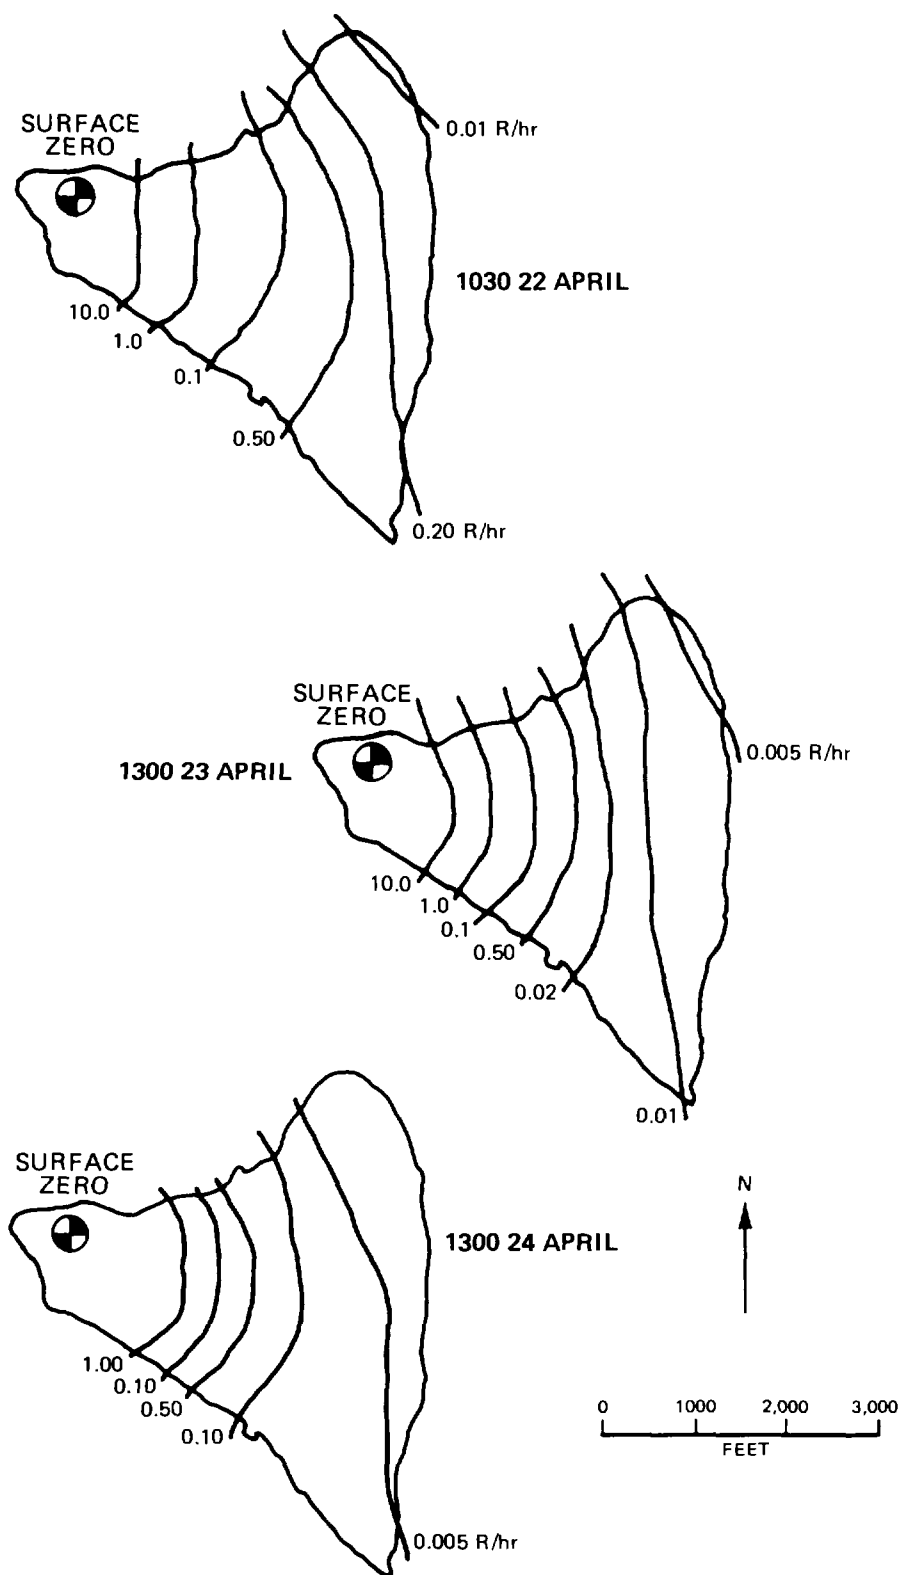 SURFACE
ZERO
0.01 R/hr
1030 22 APRIL
10.0
1.0
0.1
0.50
0.20 R/hr
SURFACE
ZERO
1300 23 APRIL
0.005 R/hr
10.0
1.0
0.1
0.50
0.02
0.01
SURFACE
ZERO
N
1300 24 APRIL
1.00
0.10
0.50
0.10
0.005 R/hr
0 1000 2,000 3,000
FEET